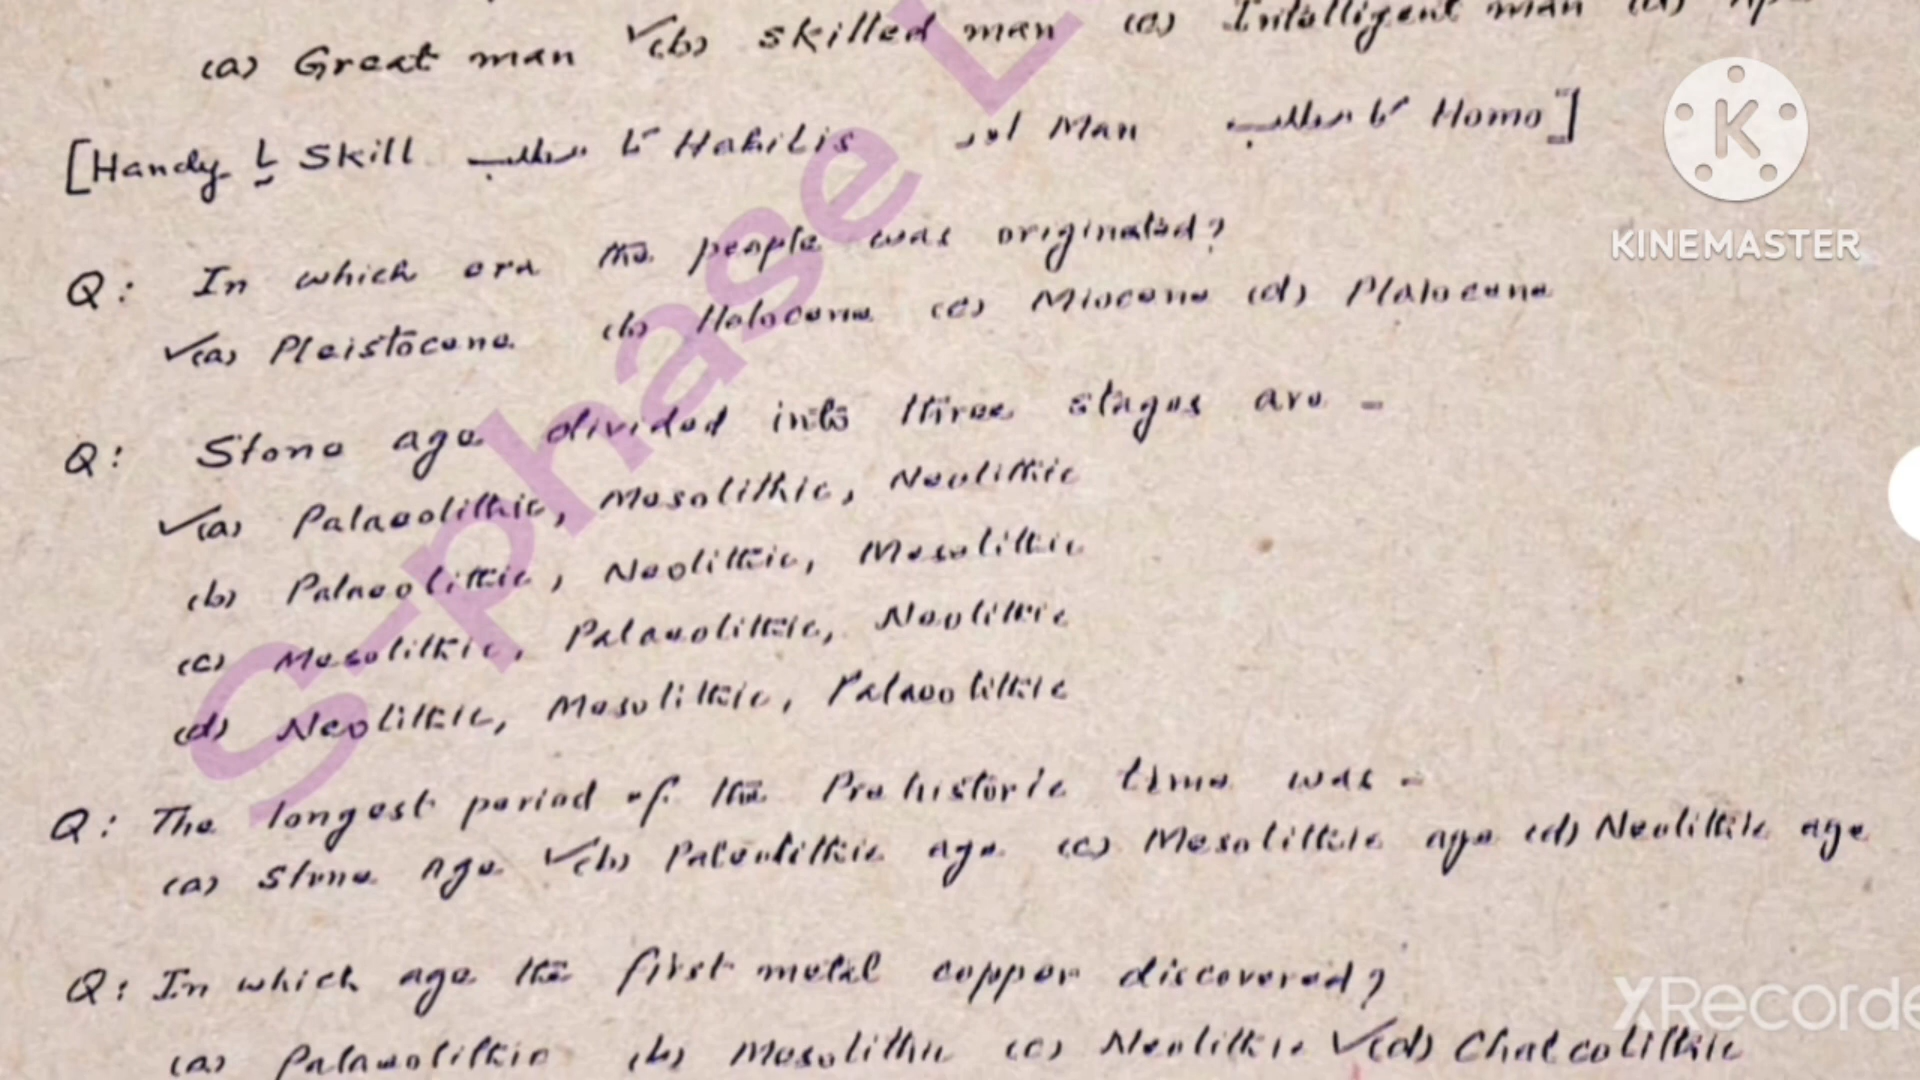 (a) Great man ✓(b) skilled man (c) Intelligent man (d)
[Handy یا Skill مطلب کا Habilis اور Man مطلب کا Homo]
Q: In which era the people was originated?
✓(a) Pleistocene (b) Holocene (c) Miocene (d) Plalocene
Q: Stone age divided into three stages are -
✓(a) Palaeolithic, Mesolithic, Neolithic
(b) Palaeolithic, Neolithic, Mesolithic
(c) Mesolithic, Palaeolithic, Neolithic
(d) Neolithic, Mesolithic, Palaeolithic
Q: The longest period of the Prehistoric time was -
(a) Stone age ✓(b) Paleolithic age (c) Mesolithic age (d) Neolithic age
Q: In which age the first metal copper discovered?
(a) Palaeolithic (b) Mesolithic (c) Neolithic ✓(d) Chalcolithic
S-phase L
K
KINEMASTER
XRecorde